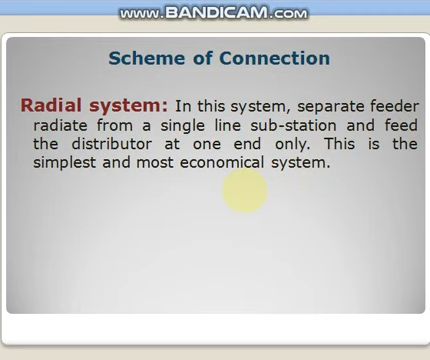 www.BANDICAM.com
Scheme of Connection
Radial system: In this system, separate feeder
radiate from a single line sub-station and feed
the distributor at one end only. This is the
simplest and most economical system.